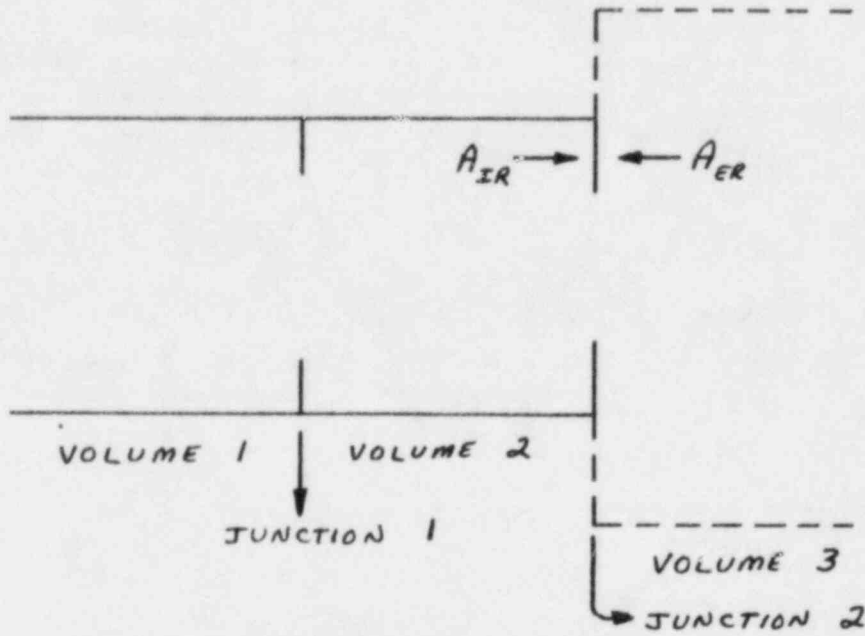 A_IR A_ER
VOLUME 1 VOLUME 2
JUNCTION 1
VOLUME 3
JUNCTION 2